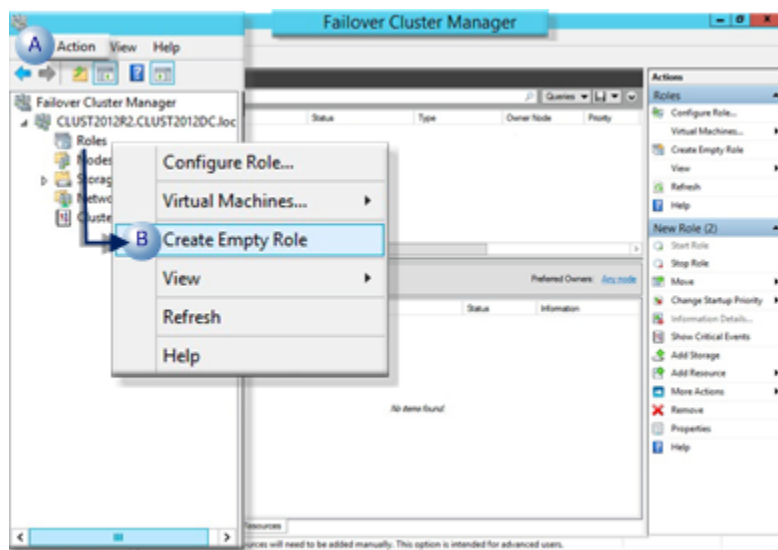 Failover Cluster Manager
A Action View Help
Failover Cluster Manager
CLUST2012R2.CLUST2012DC.loc
Roles
Nodes
Storag
Netwo
Cluste
Configure Role...
Virtual Machines...
B Create Empty Role
View
Refresh
Help
Queries
Status Type Owner Node Priority
Preferred Owners: Any node
Status Information
No items found.
Resources
urces will need to be added manually. This option is intended for advanced users.
Actions
Roles
Configure Role...
Virtual Machines...
Create Empty Role
View
Refresh
Help
New Role (2)
Start Role
Stop Role
Move
Change Startup Priority
Information Details...
Show Critical Events
Add Storage
Add Resource
More Actions
Remove
Properties
Help